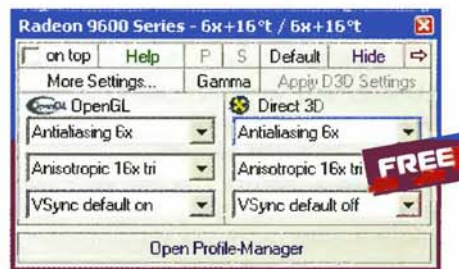 Radeon 9600 Series - 6x+16°t / 6x+16°t
on top Help P S Default Hide
More Settings... Gamma Apply D3D Settings
OpenGL Direct 3D
Antialiasing 6x Antialiasing 6x
Anisotropic 16x tri Anisotropic 16x tri
FREE
VSync default on VSync default off
Open Profile-Manager